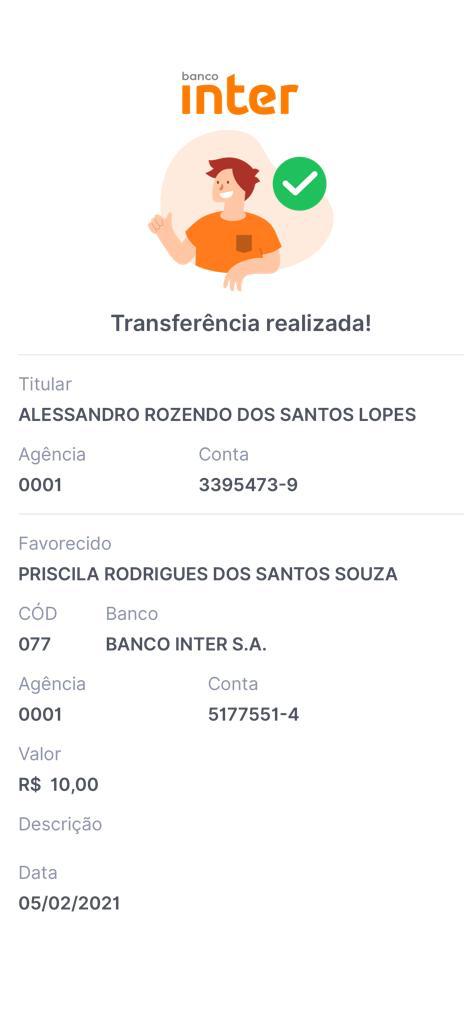 banco
inter
Transferência realizada!
Titular
ALESSANDRO ROZENDO DOS SANTOS LOPES
Agência Conta
0001 3395473-9
Favorecido
PRISCILA RODRIGUES DOS SANTOS SOUZA
CÓD Banco
077 BANCO INTER S.A.
Agência Conta
0001 5177551-4
Valor
R$ 10,00
Descrição
Data
05/02/2021